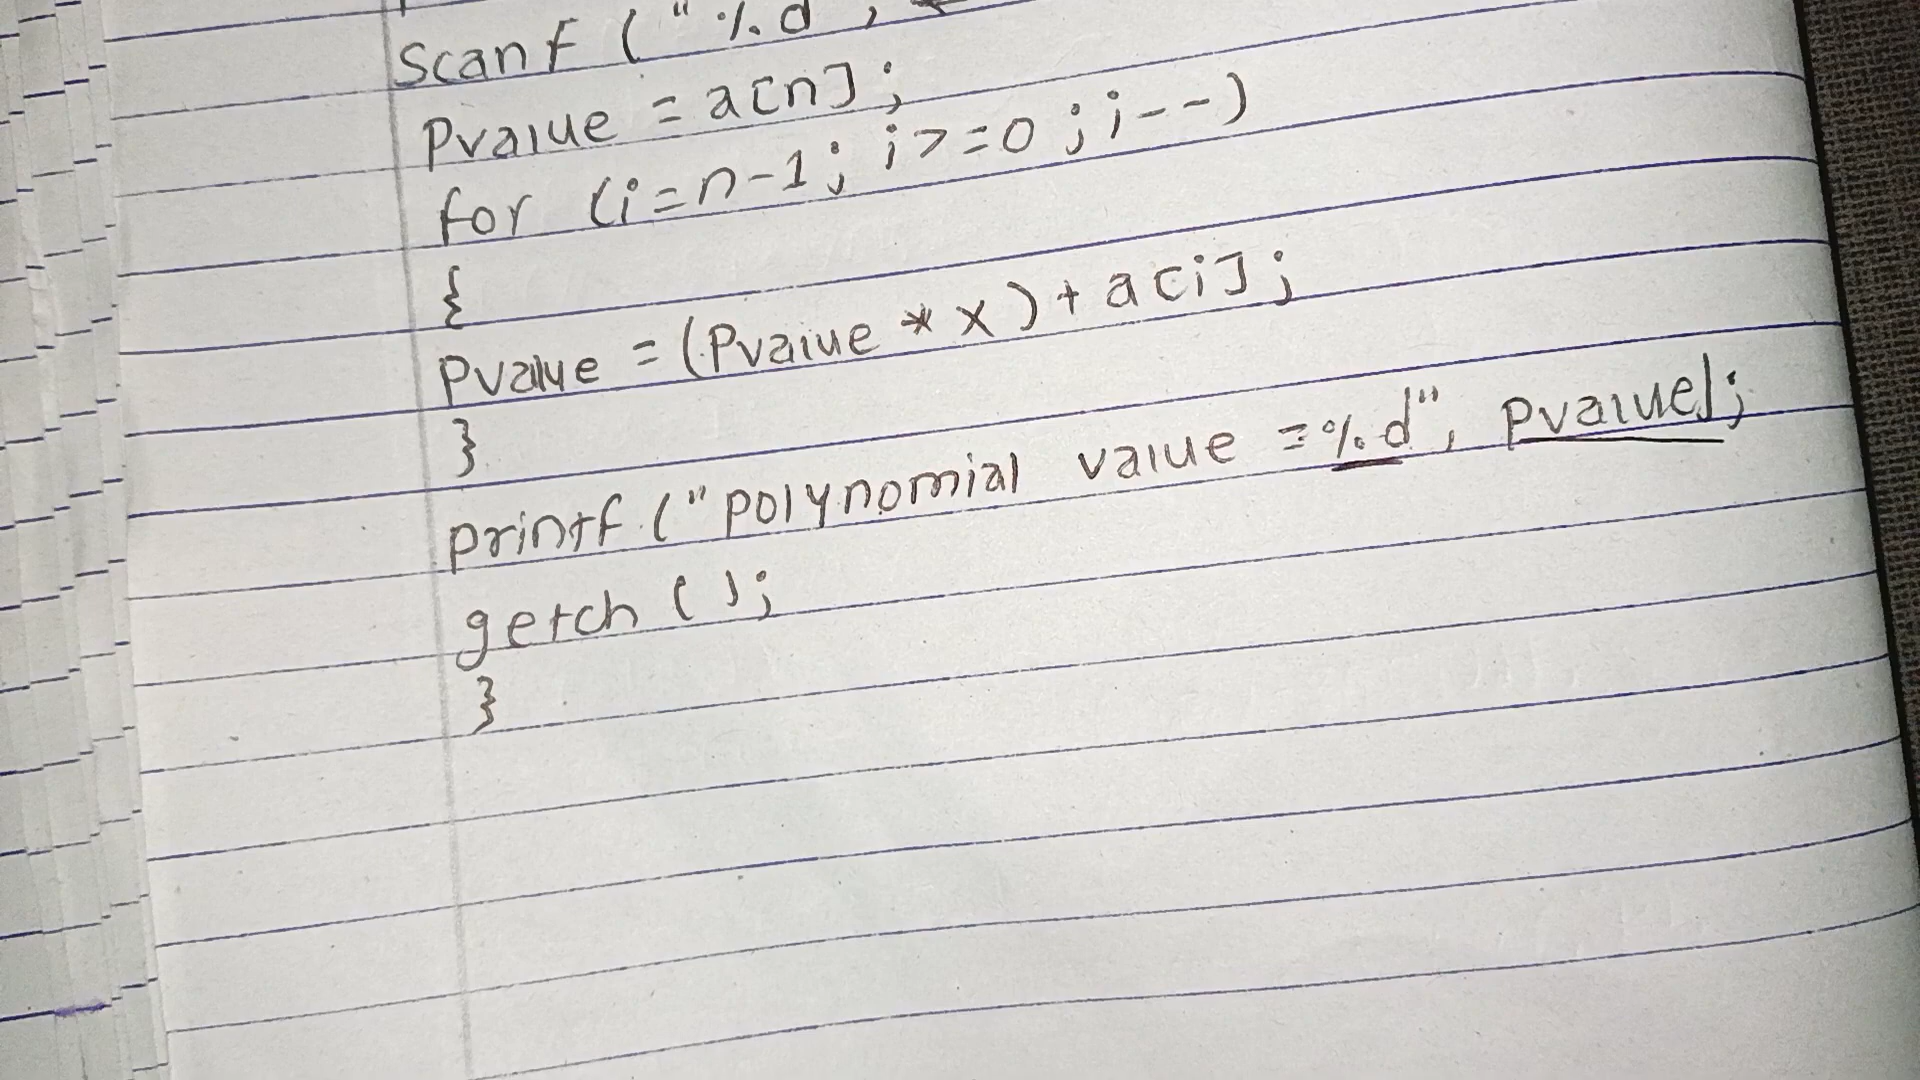 scanf ("%d",
Pvalue = a[n];
for (i=n-1; i>=0; i--)
{
Pvalue = (Pvalue * x) + a[i];
}
printf ("polynomial value =%d", pvalue);
getch ();
}